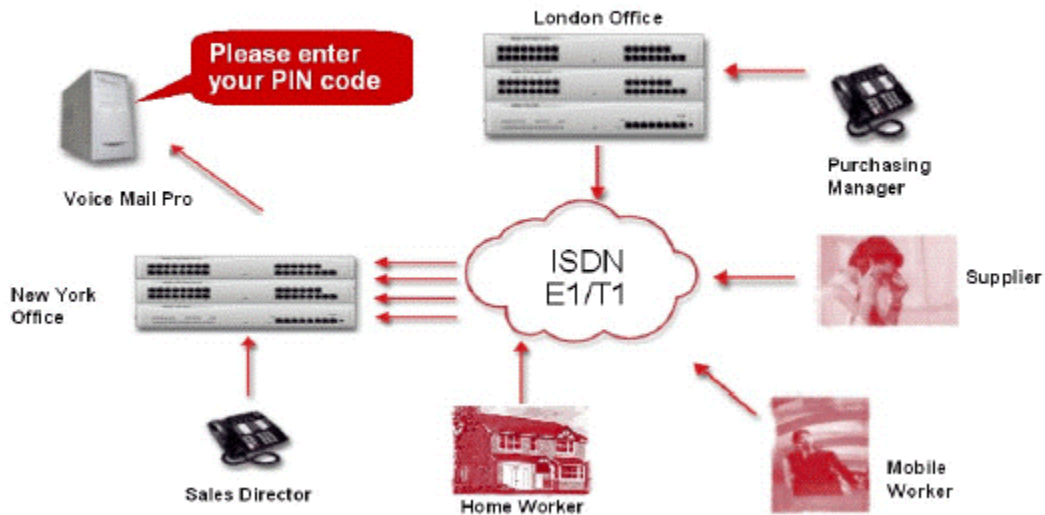 London Office
Please enter
your PIN code
Purchasing
Manager
Voice Mail Pro
ISDN
E1/T1
Supplier
New York
Office
Mobile
Worker
Sales Director
Home Worker